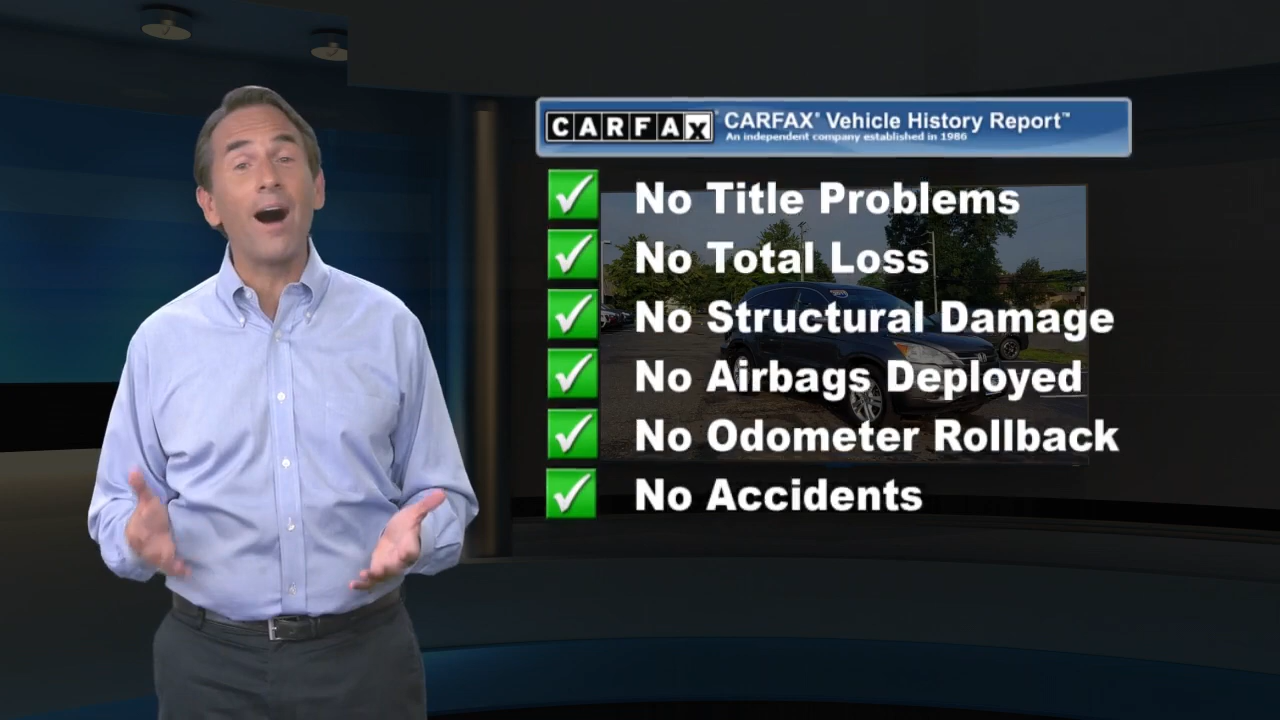 CARFAX
CARFAX® Vehicle History Report™
An independent company established in 1986
No Title Problems
No Total Loss
No Structural Damage
No Airbags Deployed
No Odometer Rollback
No Accidents